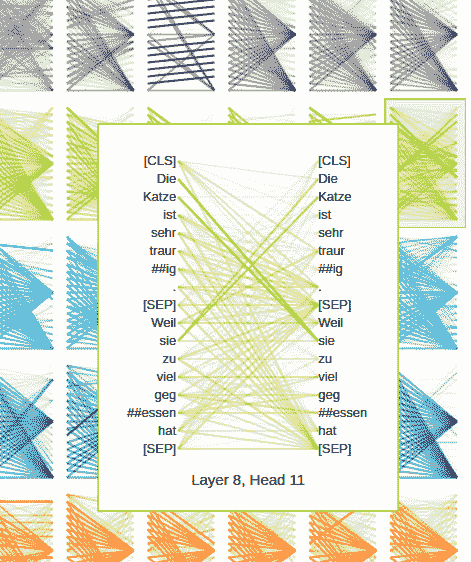 [CLS] [CLS]
Die Die
Katze Katze
ist ist
sehr sehr
traur traur
##ig ##ig
. .
[SEP] [SEP]
Weil Weil
sie sie
zu zu
viel viel
geg geg
##essen ##essen
hat hat
[SEP] [SEP]
Layer 8, Head 11